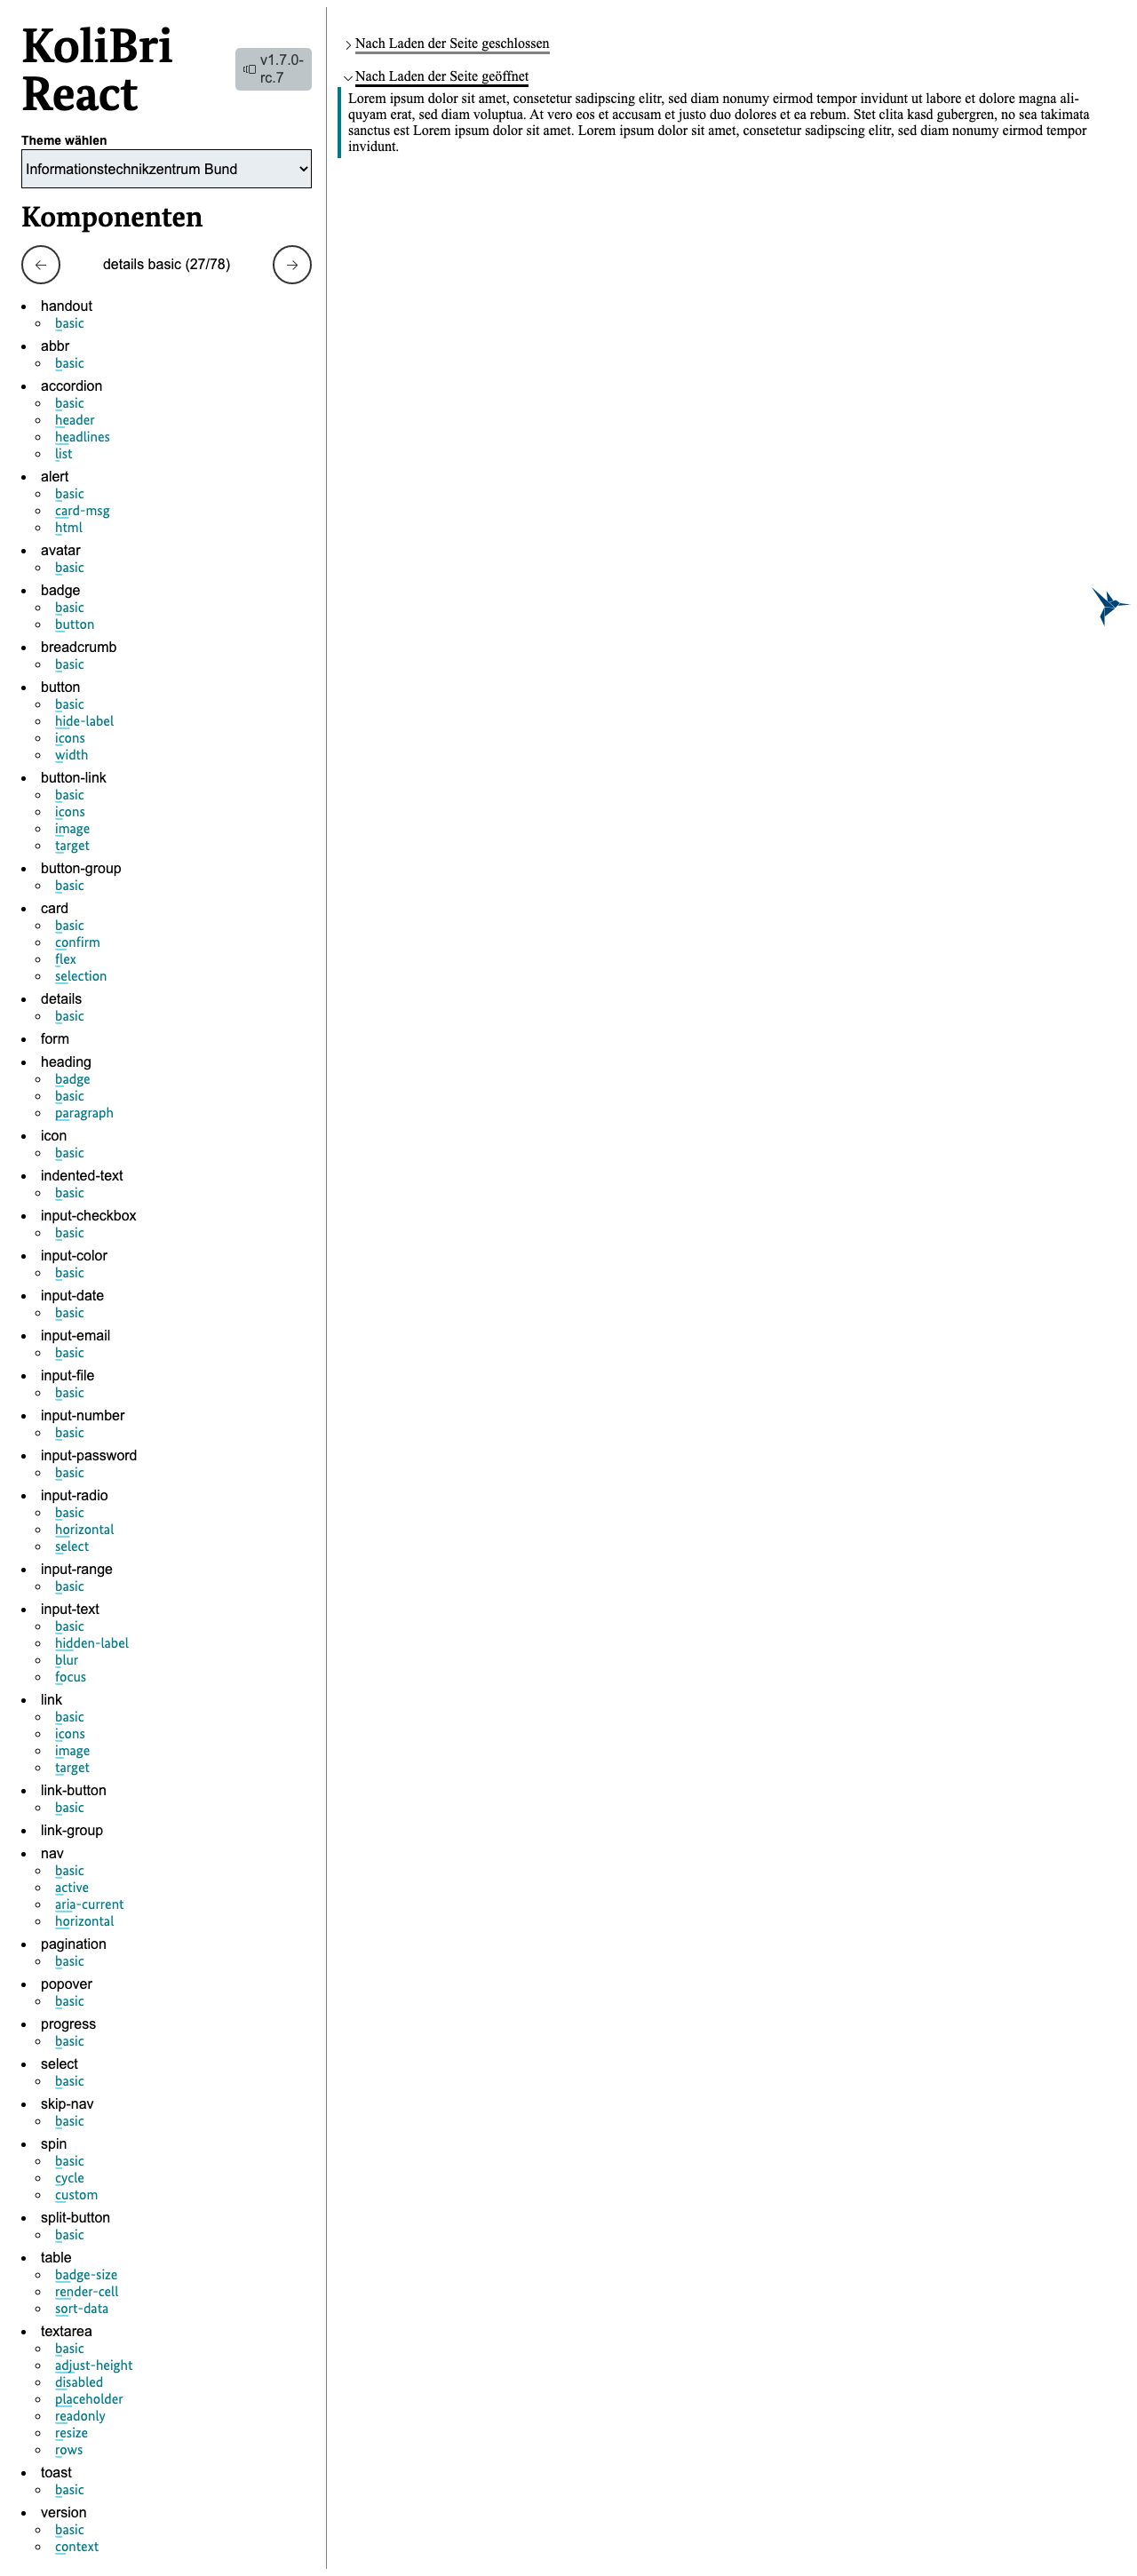 KoliBri
React
v1.7.0-
rc.7
Theme wählen
Informationstechnikzentrum Bund
Komponenten
details basic (27/78)
handout
basic
abbr
basic
accordion
basic
header
headlines
list
alert
basic
card-msg
html
avatar
basic
badge
basic
button
breadcrumb
basic
button
basic
hide-label
icons
width
button-link
basic
icons
image
target
button-group
basic
card
basic
confirm
flex
selection
details
basic
form
heading
badge
basic
paragraph
icon
basic
indented-text
basic
input-checkbox
basic
input-color
basic
input-date
basic
input-email
basic
input-file
basic
input-number
basic
input-password
basic
input-radio
basic
horizontal
select
input-range
basic
input-text
basic
hidden-label
blur
focus
link
basic
icons
image
target
link-button
basic
link-group
nav
basic
active
aria-current
horizontal
pagination
basic
popover
basic
progress
basic
select
basic
skip-nav
basic
spin
basic
cycle
custom
split-button
basic
table
badge-size
render-cell
sort-data
textarea
basic
adjust-height
disabled
placeholder
readonly
resize
rows
toast
basic
version
basic
context
Nach Laden der Seite geschlossen
Nach Laden der Seite geöffnet
Lorem ipsum dolor sit amet, consetetur sadipscing elitr, sed diam nonumy eirmod tempor invidunt ut labore et dolore magna ali-
quyam erat, sed diam voluptua. At vero eos et accusam et justo duo dolores et ea rebum. Stet clita kasd gubergren, no sea takimata
sanctus est Lorem ipsum dolor sit amet. Lorem ipsum dolor sit amet, consetetur sadipscing elitr, sed diam nonumy eirmod tempor
invidunt.